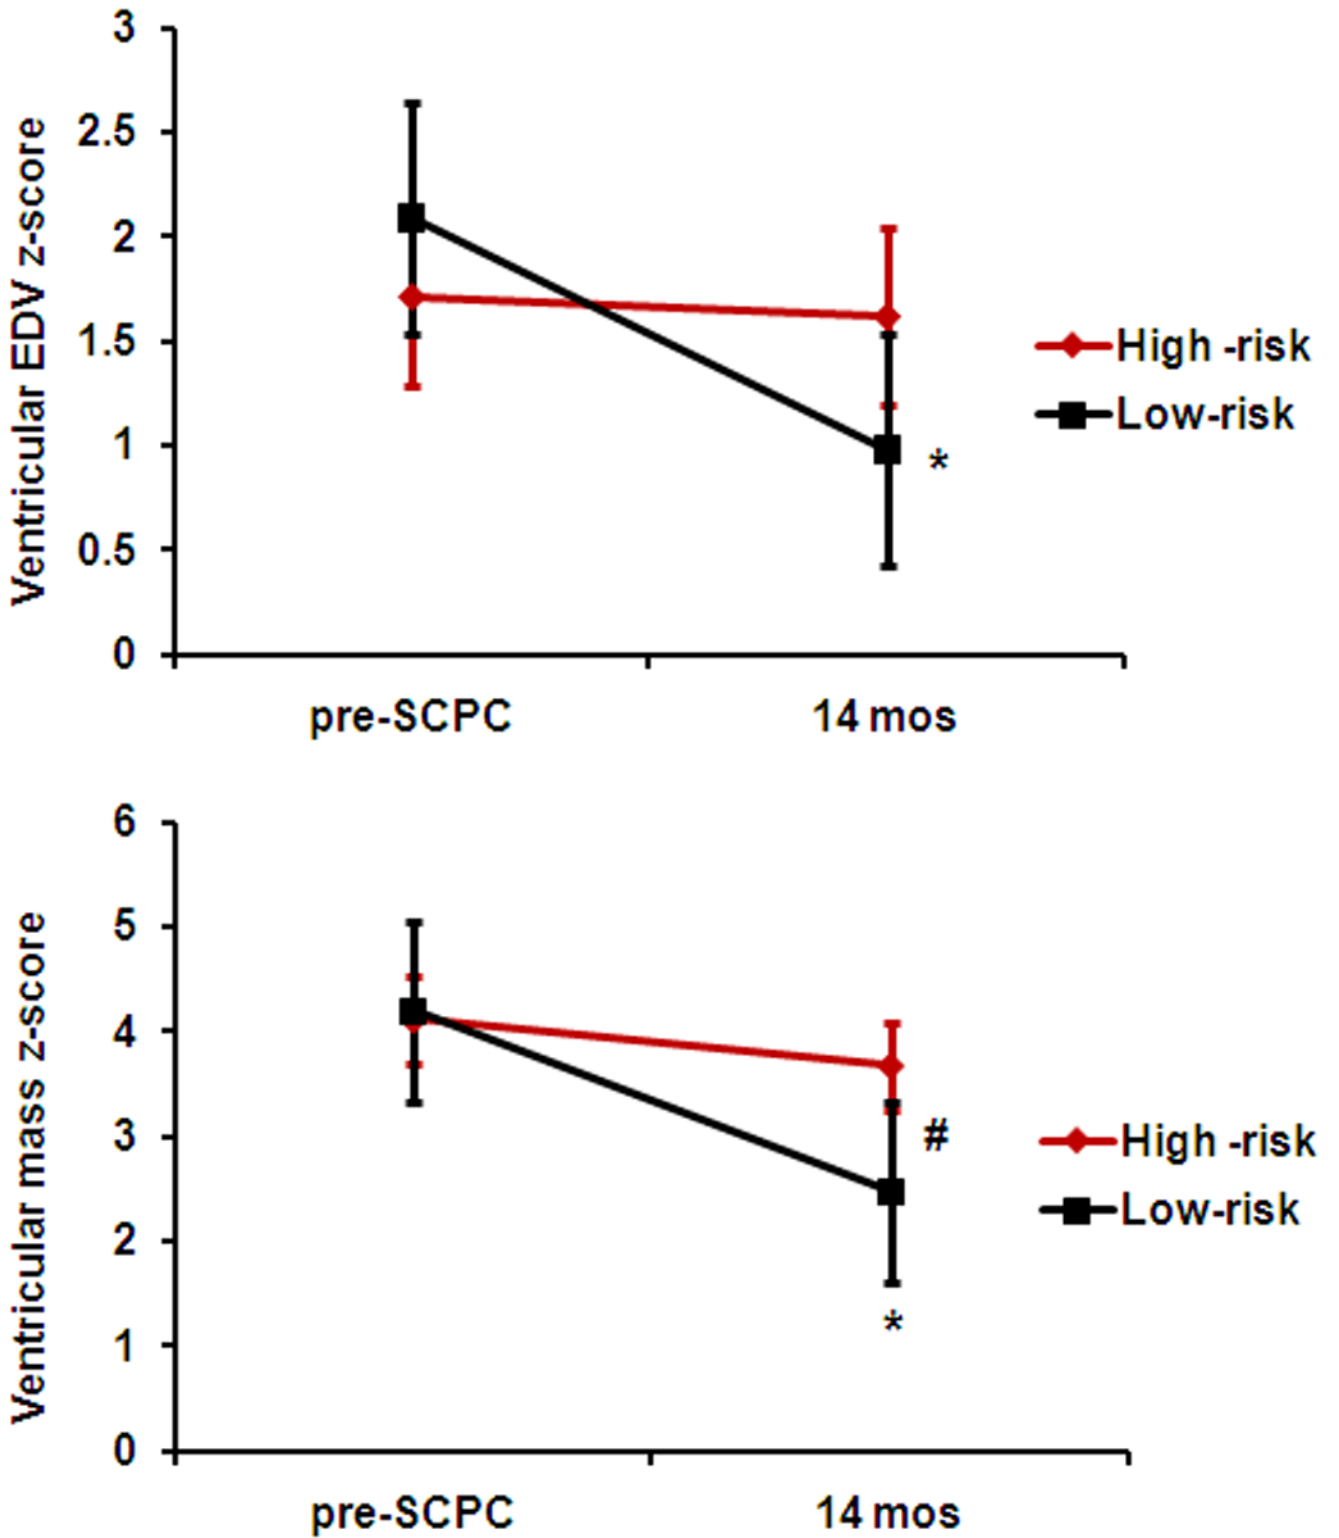 Ventricular EDV z-score
3
2.5
2
1.5
1
0.5
0
*
pre-SCPC
14 mos
High -risk
Low-risk
Ventricular mass z-score
6
5
4
3
2
1
0
#
*
pre-SCPC
14 mos
High -risk
Low-risk